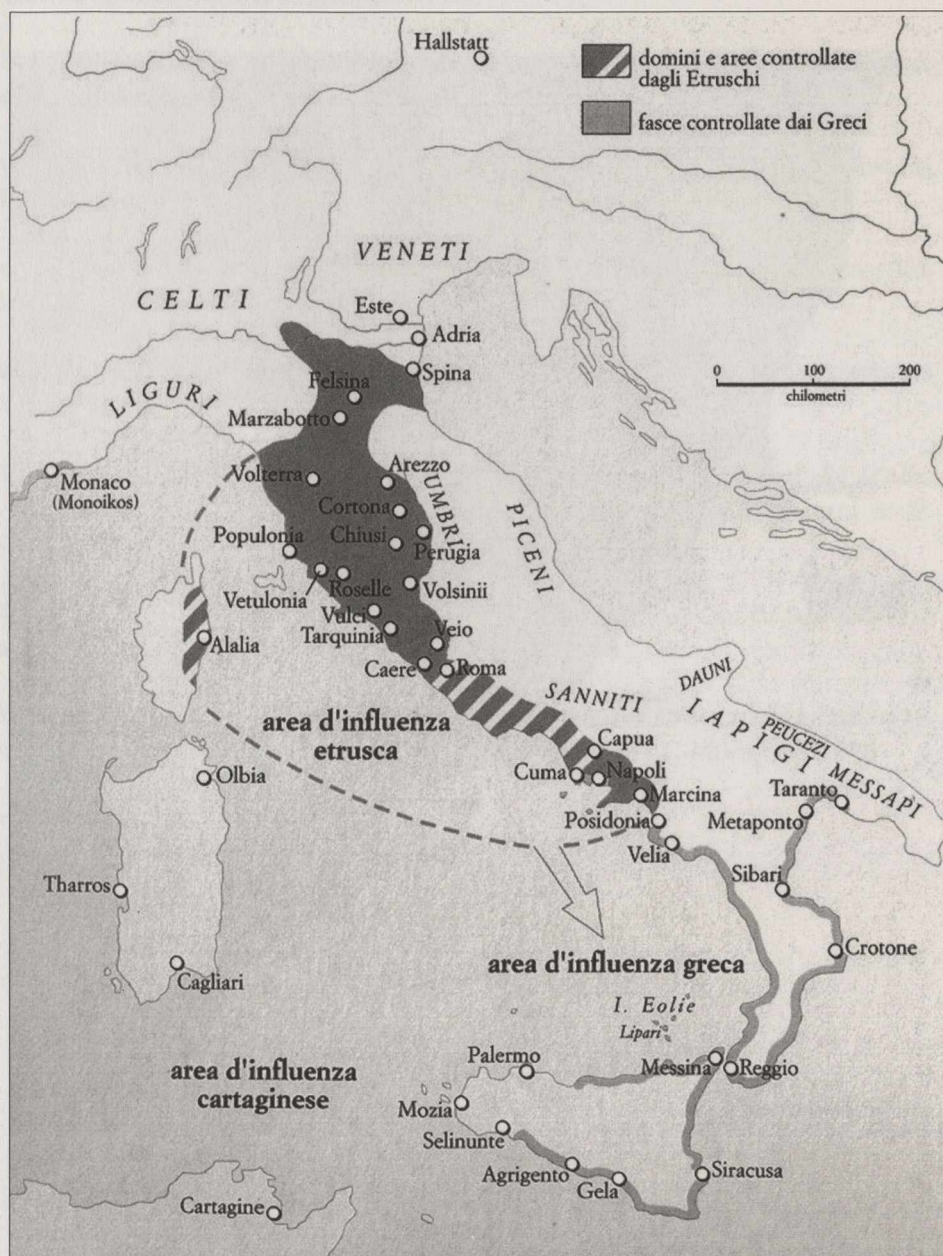 Hallstatt
domini e aree controllate
dagli Etruschi
fasce controllate dai Greci
VENETI
CELTI
Este
Adria
Spina
0 100 200
chilometri
Felsina
LIGURI
Marzabotto
Monaco
(Monoikos)
Volterra
Arezzo
UMBRI
Cortona
PICENI
Populonia
Chiusi
Perugia
Vetulonia
Roselle
Volsinii
Vulci
Tarquinia
Veio
Alalia
Caere
Roma
SANNITI
DAUNI
IAPIGI
PEUCEZI
MESSAPI
area d'influenza
etrusca
Capua
Olbia
Cuma
Napoli
Marcina
Taranto
Posidonia
Metaponto
Velia
Sibari
Tharros
Crotone
Cagliari
area d'influenza greca
I. Eolie
Lipari
area d'influenza
cartaginese
Palermo
Messina
Reggio
Mozia
Selinunte
Agrigento
Gela
Siracusa
Cartagine